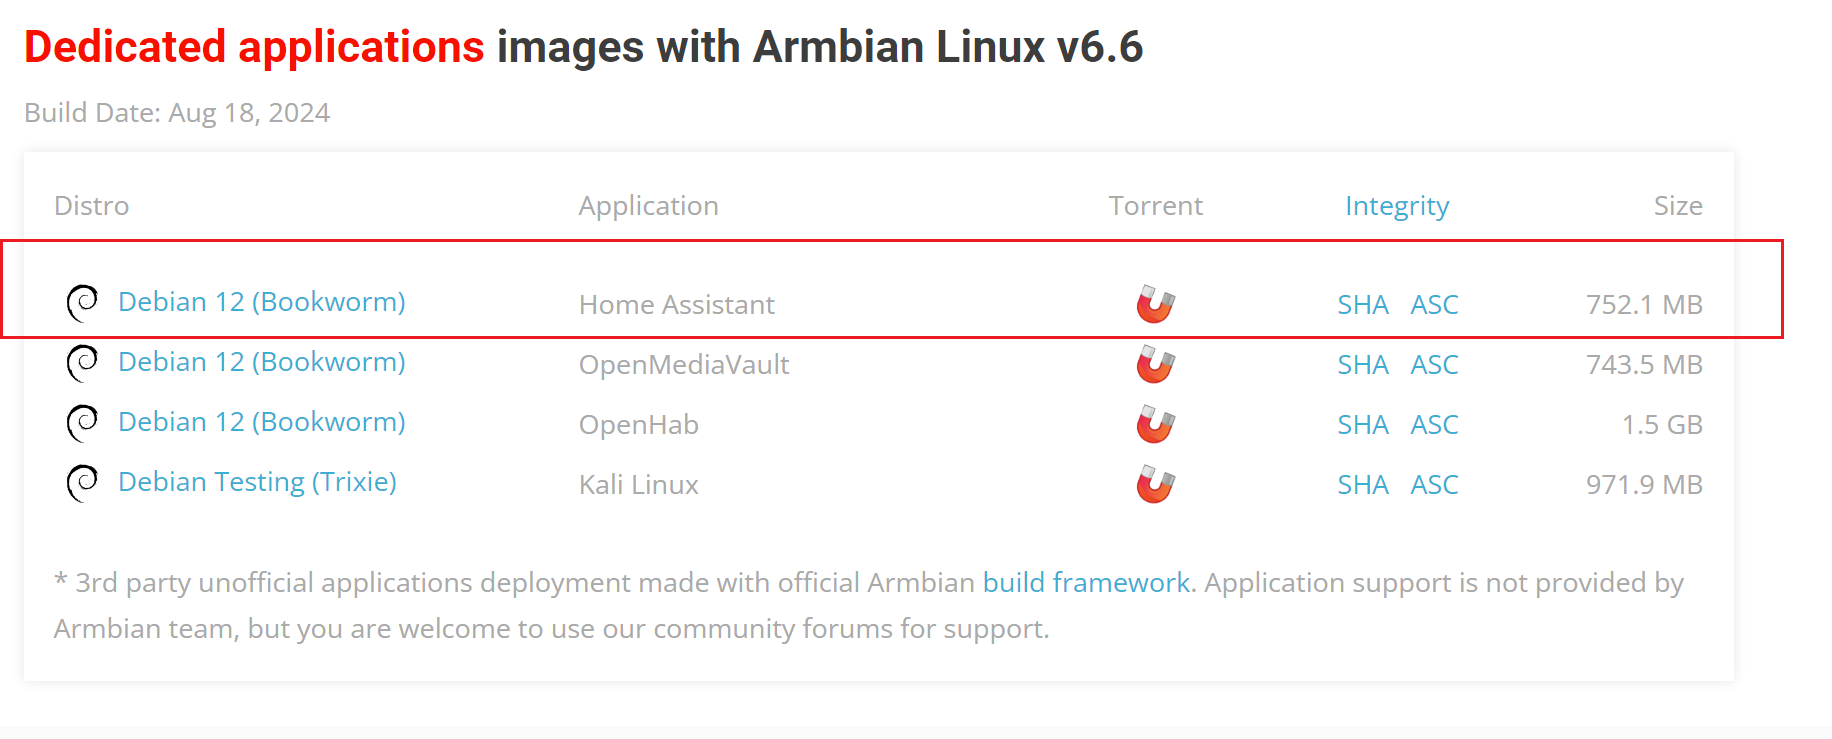 Dedicated applications images with Armbian Linux v6.6
Build Date: Aug 18, 2024
Distro Application Torrent Integrity Size
Debian 12 (Bookworm) Home Assistant SHA ASC 752.1 MB
Debian 12 (Bookworm) OpenMediaVault SHA ASC 743.5 MB
Debian 12 (Bookworm) OpenHab SHA ASC 1.5 GB
Debian Testing (Trixie) Kali Linux SHA ASC 971.9 MB
* 3rd party unofficial applications deployment made with official Armbian build framework. Application support is not provided by
Armbian team, but you are welcome to use our community forums for support.